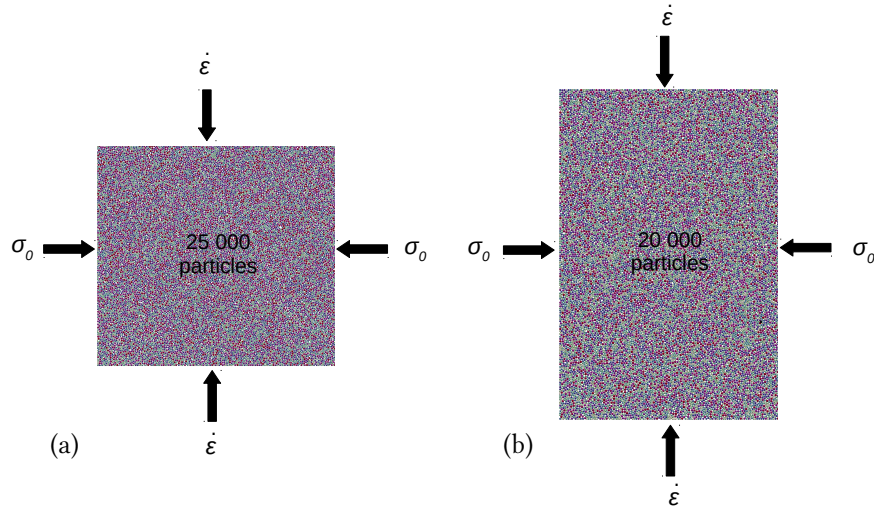 ε̇
25 000
particles
σ₀
σ₀
ε̇
(a)
ε̇
20 000
particles
σ₀
σ₀
ε̇
(b)